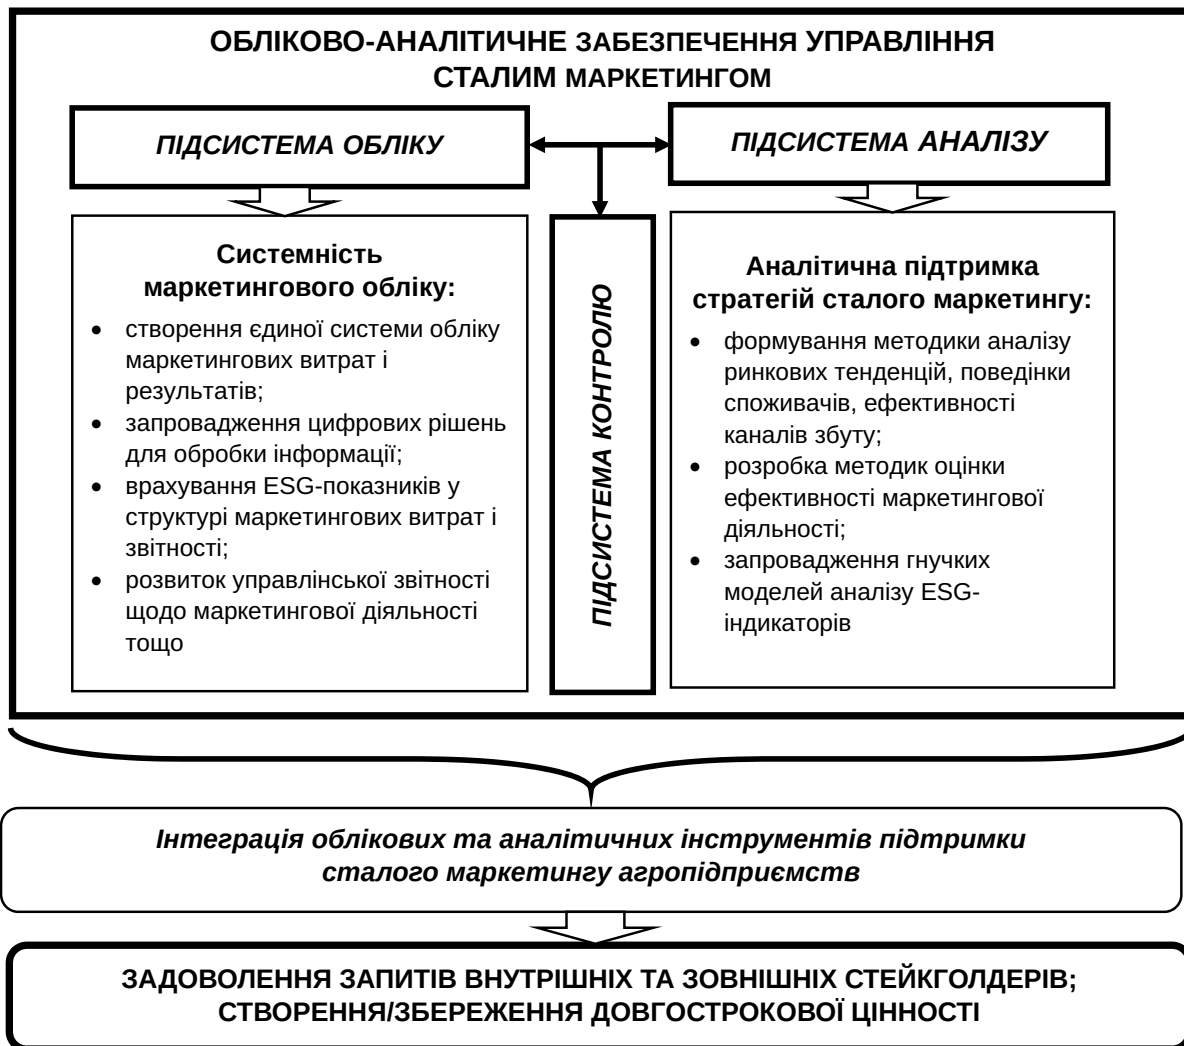 ОБЛІКОВО-АНАЛІТИЧНЕ ЗАБЕЗПЕЧЕННЯ УПРАВЛІННЯ
СТАЛИМ МАРКЕТИНГОМ
ПІДСИСТЕМА ОБЛІКУ
ПІДСИСТЕМА АНАЛІЗУ
Системність
маркетингового обліку:
• створення єдиної системи обліку
маркетингових витрат і
результатів;
• запровадження цифрових рішень
для обробки інформації;
• врахування ESG-показників у
структурі маркетингових витрат і
звітності;
• розвиток управлінської звітності
щодо маркетингової діяльності
тощо
ПІДСИСТЕМА КОНТРОЛЮ
Аналітична підтримка
стратегій сталого маркетингу:
• формування методики аналізу
ринкових тенденцій, поведінки
споживачів, ефективності
каналів збуту;
• розробка методик оцінки
ефективності маркетингової
діяльності;
• запровадження гнучких
моделей аналізу ESG-
індикаторів
Інтеграція облікових та аналітичних інструментів підтримки
сталого маркетингу агропідприємств
ЗАДОВОЛЕННЯ ЗАПИТІВ ВНУТРІШНІХ ТА ЗОВНІШНІХ СТЕЙКГОЛДЕРІВ;
СТВОРЕННЯ/ЗБЕРЕЖЕННЯ ДОВГОСТРОКОВОЇ ЦІННОСТІ